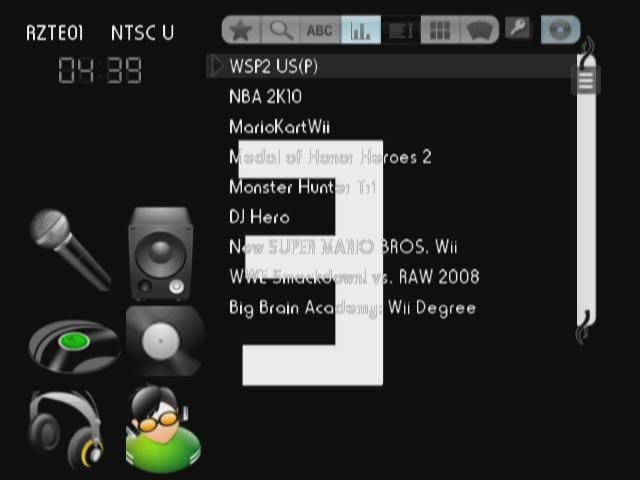 RZTE01 NTSC U
ABC
04:39
WSP2 US(P)
NBA 2K10
MarioKartWii
Medal of Honor Heroes 2
Monster Hunter Tri
DJ Hero
New SUPER MARIO BROS. Wii
WWE Smackdown! vs. RAW 2008
Big Brain Academy: Wii Degree
3